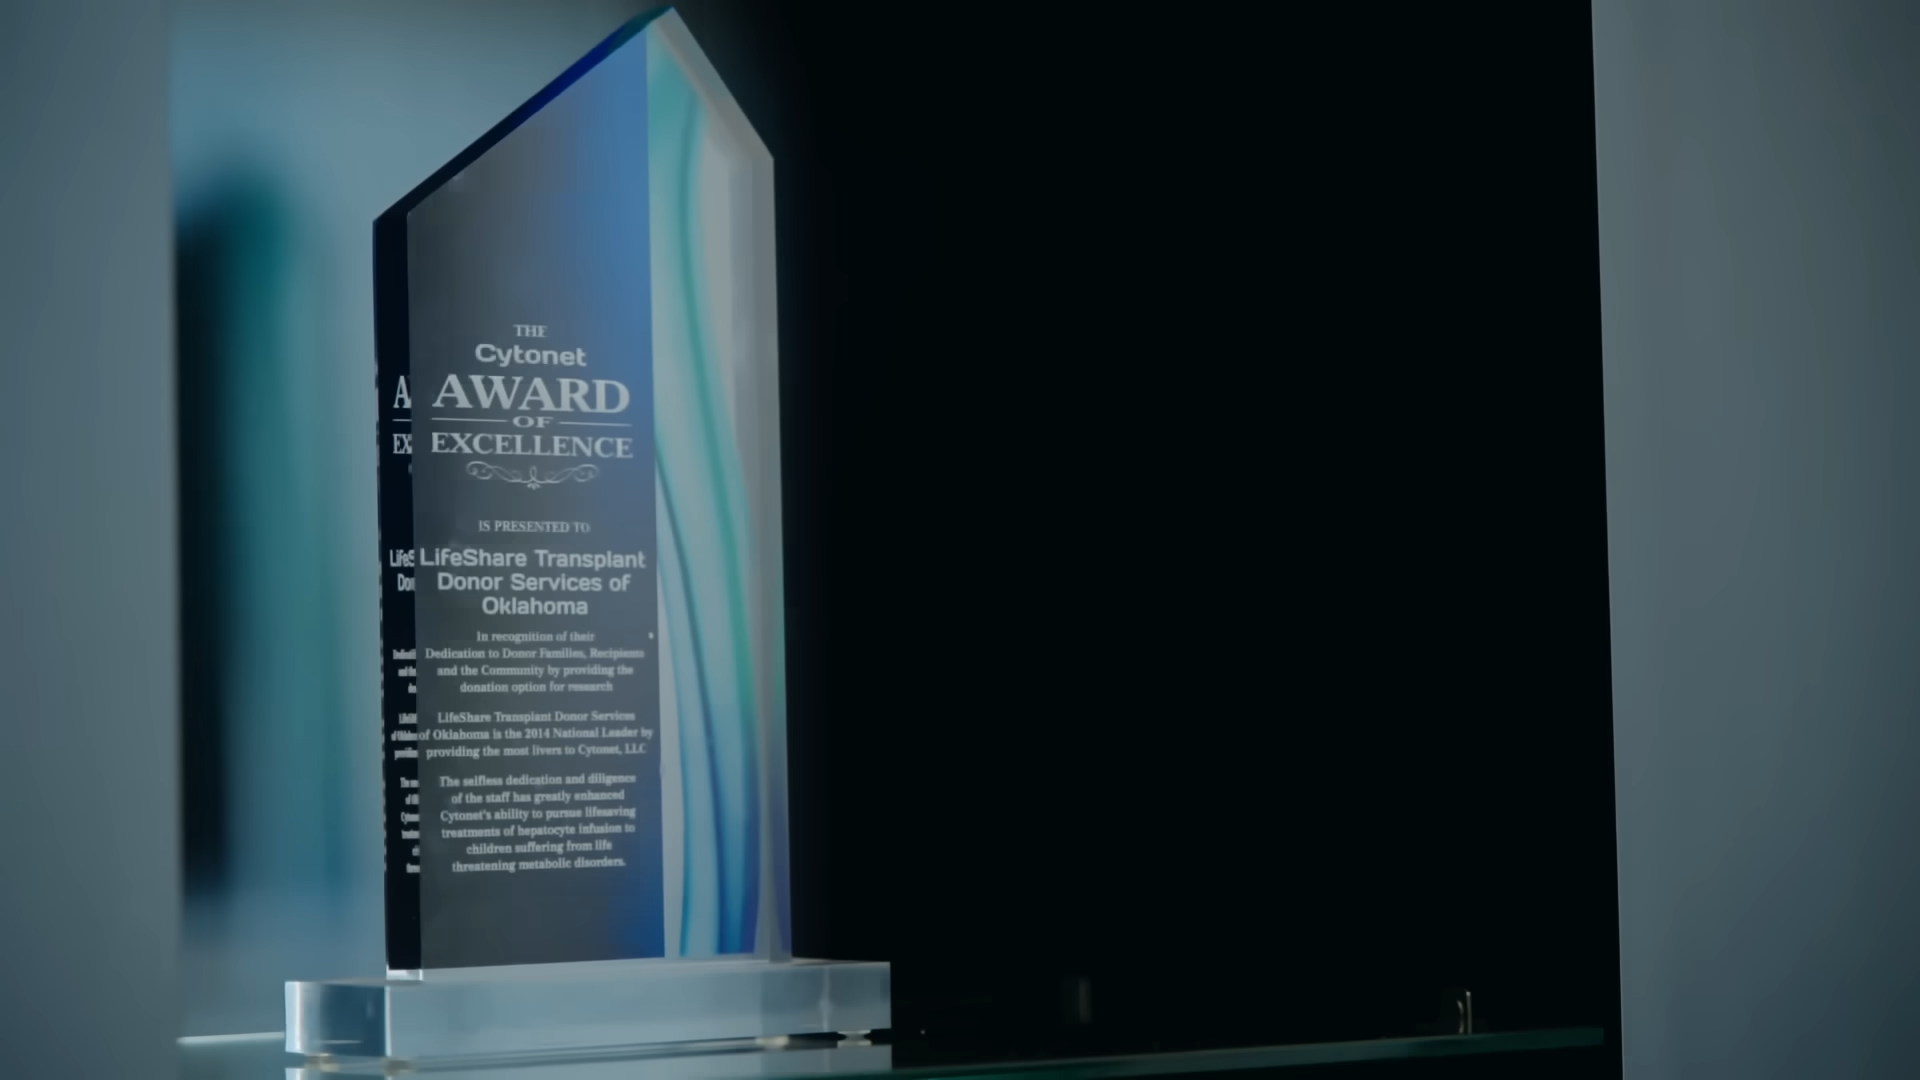 THE
Cytonet
AWARD
OF
EXCELLENCE
IS PRESENTED TO
LifeShare Transplant
Donor Services of
Oklahoma
In recognition of their
Dedication to Donor Families, Recipients
and the Community by providing the
donation option for research
LifeShare Transplant Donor Services
of Oklahoma is the 2014 National Leader by
providing the most livers to Cytonet, LLC
The selfless dedication and diligence
of the staff has greatly enhanced
Cytonet's ability to pursue lifesaving
treatments of hepatocyte infusion to
children suffering from life
threatening metabolic disorders.